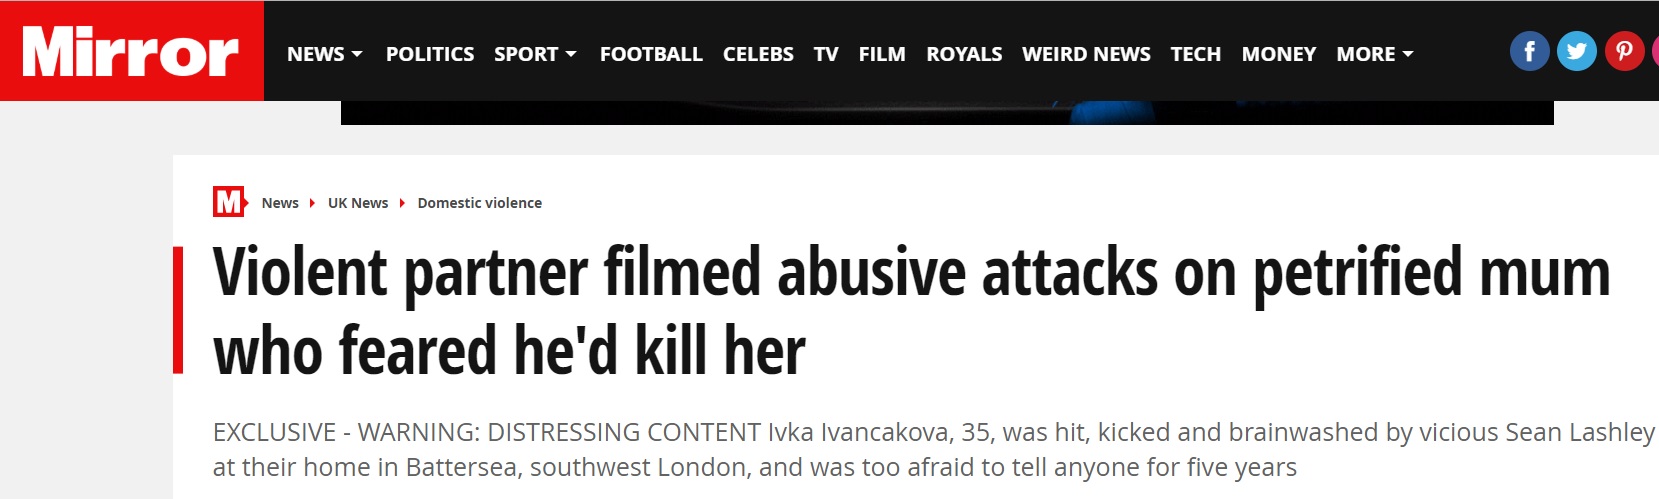 Mirror
NEWS POLITICS SPORT FOOTBALL CELEBS TV FILM ROYALS WEIRD NEWS TECH MONEY MORE
M News UK News Domestic violence
Violent partner filmed abusive attacks on petrified mum
who feared he'd kill her
EXCLUSIVE - WARNING: DISTRESSING CONTENT Ivka Ivancakova, 35, was hit, kicked and brainwashed by vicious Sean Lashley
at their home in Battersea, southwest London, and was too afraid to tell anyone for five years